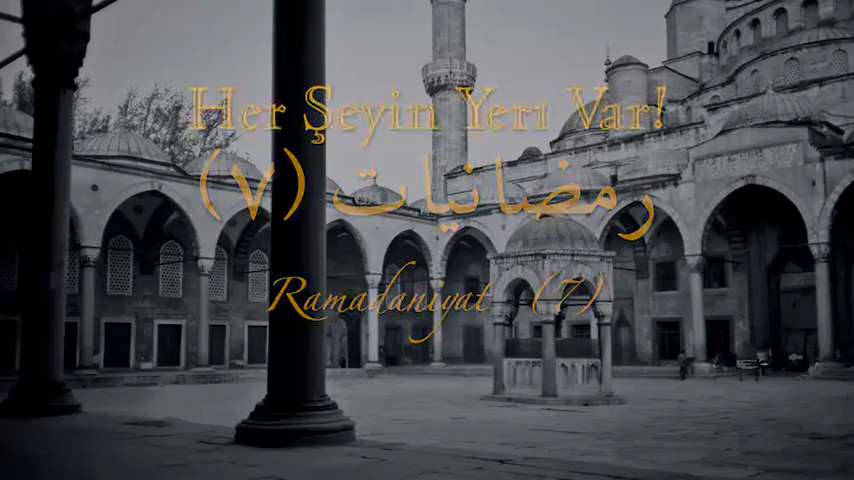 Her Şeyin Yeri Var!
رمضانيات (٧)
Ramadaniyat (7)